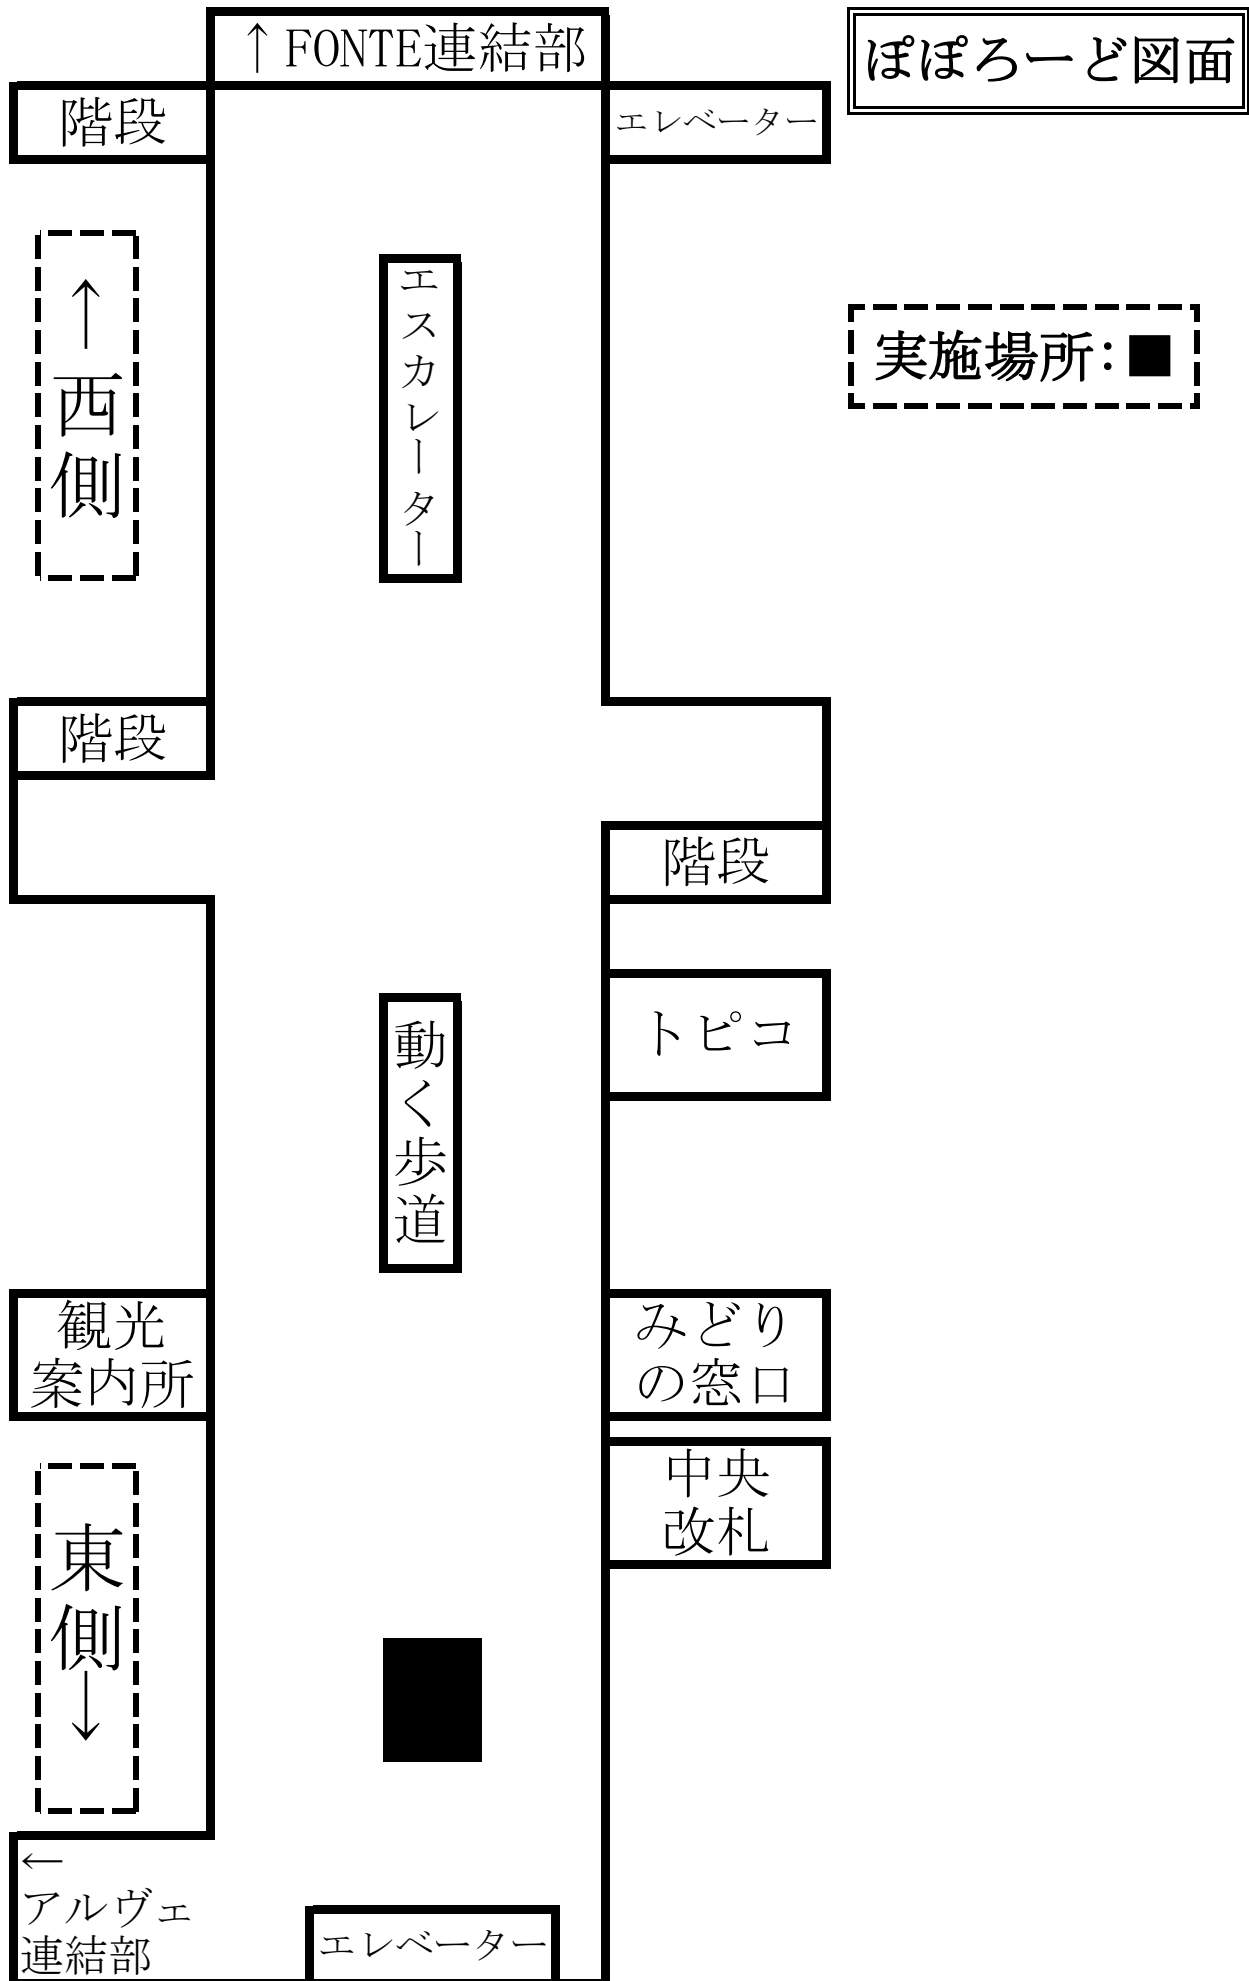 ↑FONTE連結部
ぽぽろーど図面
階段
エレベーター
↑西側
エスカレーター
実施場所:■
階段
階段
トピコ
動く歩道
観光
案内所
みどり
の窓口
中央
改札
東側↓
←
アルヴェ
連結部
エレベーター